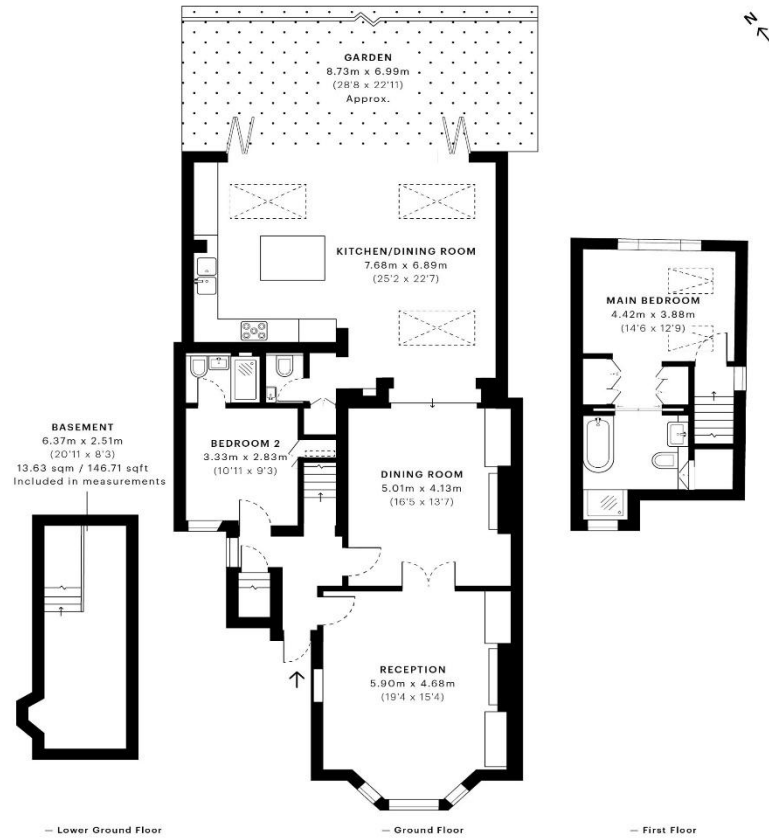 N
GARDEN
8.73m x 6.99m
(28'8 x 22'11)
Approx.
KITCHEN/DINING ROOM
7.68m x 6.89m
(25'2 x 22'7)
MAIN BEDROOM
4.42m x 3.88m
(14'6 x 12'9)
BASEMENT
6.37m x 2.51m
(20'11 x 8'3)
13.63 sqm / 146.71 sqft
Included in measurements
BEDROOM 2
3.33m x 2.83m
(10'11 x 9'3)
DINING ROOM
5.01m x 4.13m
(16'5 x 13'7)
RECEPTION
5.90m x 4.68m
(19'4 x 15'4)
— Lower Ground Floor
— Ground Floor
— First Floor